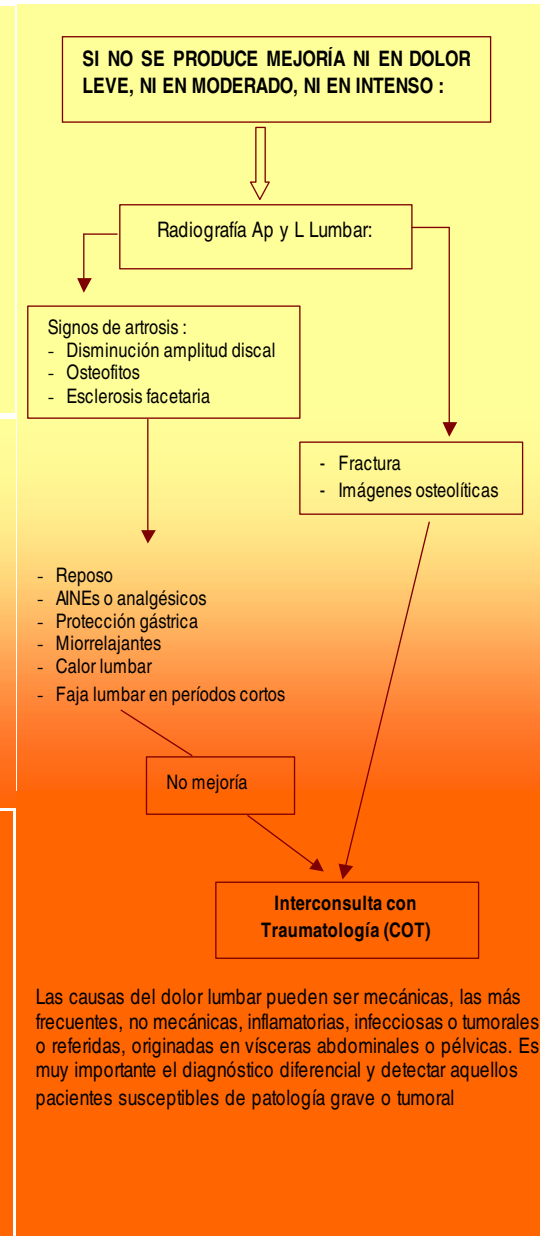 SI NO SE PRODUCE MEJORÍA NI EN DOLOR
LEVE, NI EN MODERADO, NI EN INTENSO :
Radiografía Ap y L Lumbar:
Signos de artrosis :
- Disminución amplitud discal
- Osteofitos
- Esclerosis facetaria
- Fractura
- Imágenes osteolíticas
- Reposo
- AINEs o analgésicos
- Protección gástrica
- Miorrelajantes
- Calor lumbar
- Faja lumbar en períodos cortos
No mejoría
Interconsulta con
Traumatología (COT)
Las causas del dolor lumbar pueden ser mecánicas, las más
frecuentes, no mecánicas, inflamatorias, infecciosas o tumorales
o referidas, originadas en vísceras abdominales o pélvicas. Es
muy importante el diagnóstico diferencial y detectar aquellos
pacientes susceptibles de patología grave o tumoral